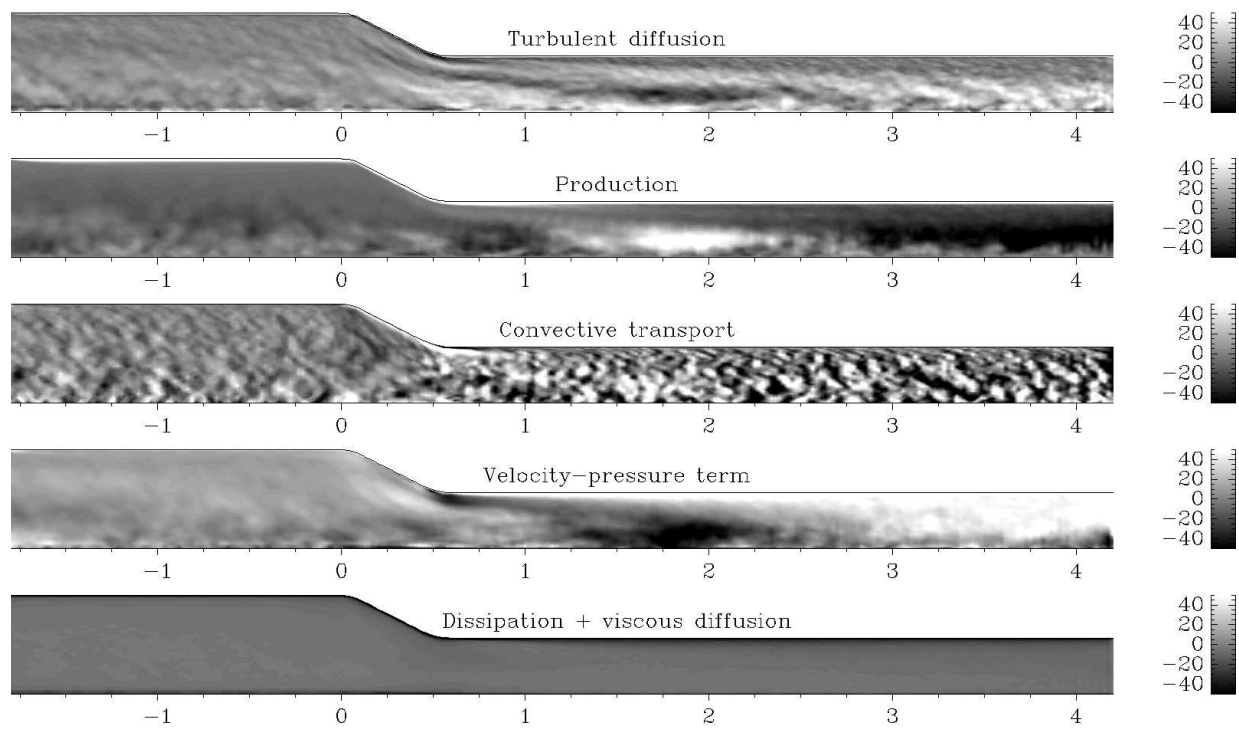 Turbulent diffusion
40
20
0
−20
−40
−1 0 1 2 3 4
Production
40
20
0
−20
−40
−1 0 1 2 3 4
Convective transport
40
20
0
−20
−40
−1 0 1 2 3 4
Velocity−pressure term
40
20
0
−20
−40
−1 0 1 2 3 4
Dissipation + viscous diffusion
40
20
0
−20
−40
−1 0 1 2 3 4